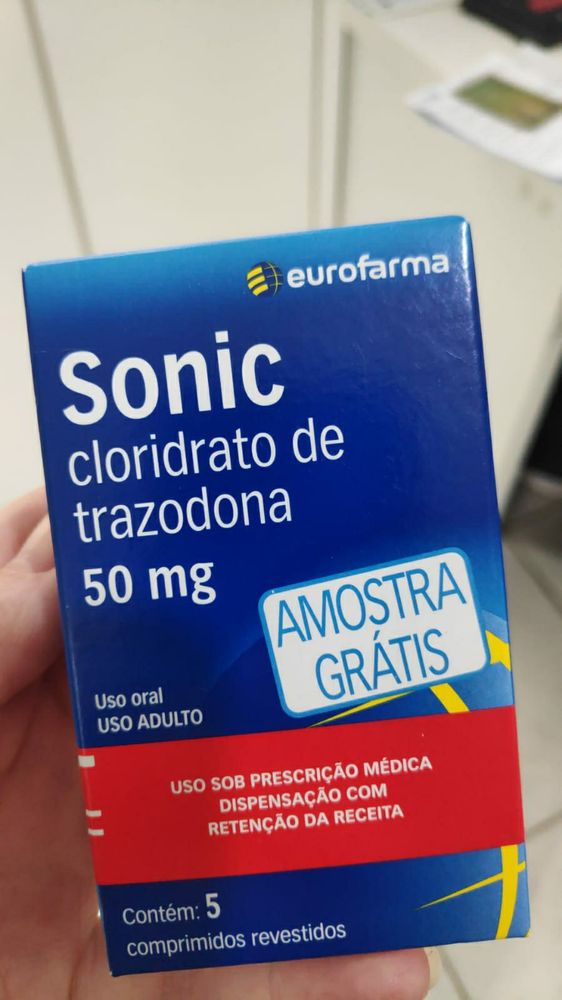 eurofarma
Sonic
cloridrato de
trazodona
50 mg
AMOSTRA
GRÁTIS
Uso oral
USO ADULTO
USO SOB PRESCRIÇÃO MÉDICA
DISPENSAÇÃO COM
RETENÇÃO DA RECEITA
Contém: 5
comprimidos revestidos